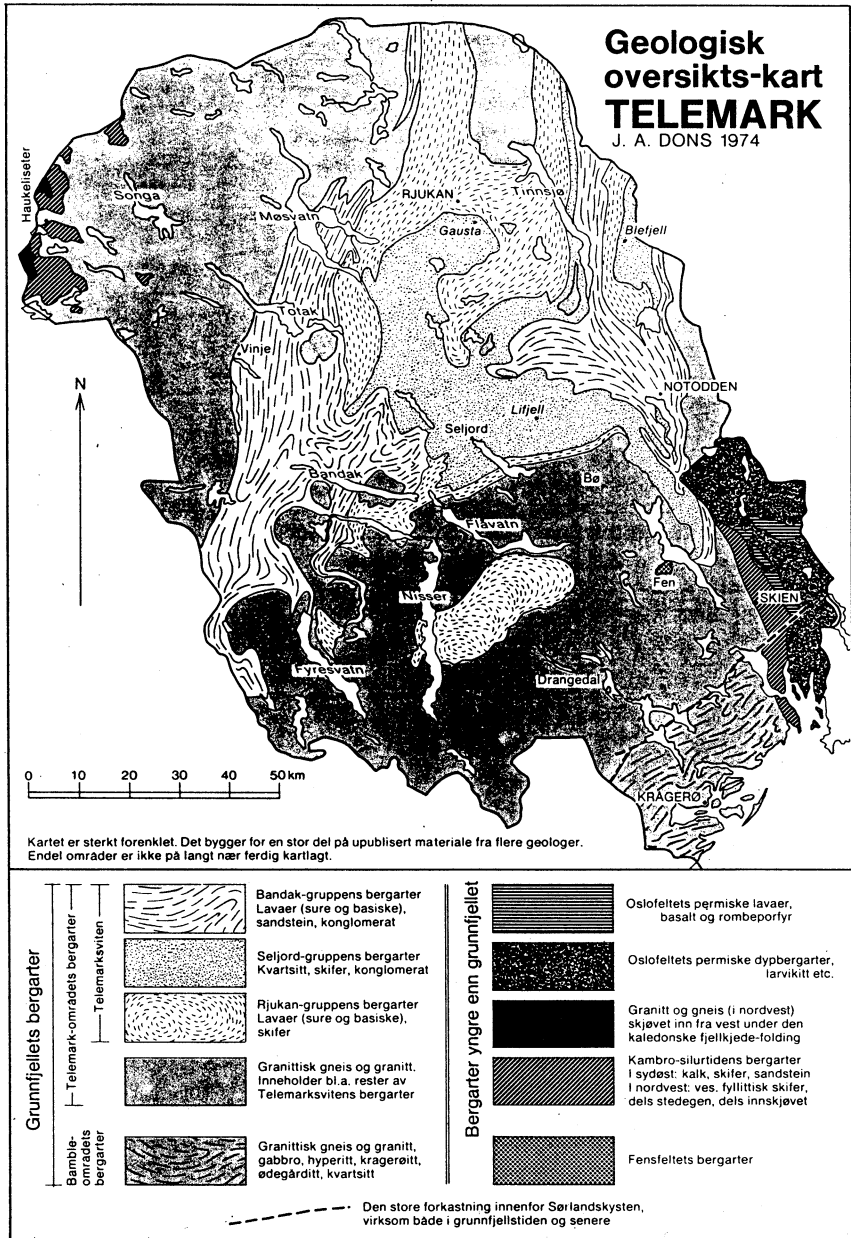 Geologisk
oversikts-kart
TELEMARK
J. A. DONS 1974
Haukeliseter
Songa
Møsvatn
RJUKAN
Gausta
Tinnsjø
Blefjell
Totak
Vinje
N
NOTODDEN
Lifjell
Seljord
Bandak
Bø
Flåvatn
Fen
Nisser
SKIEN
Fyresvatn
Drangedal
KRAGERØ
0 10 20 30 40 50 km
Kartet er sterkt forenklet. Det bygger for en stor del på upublisert materiale fra flere geologer.
Endel områder er ikke på langt nær ferdig kartlagt.
Grunnfjellets bergarter
Telemark-områdets bergarter
Telemarksviten
Bandak-gruppens bergarter
Lavaer (sure og basiske),
sandstein, konglomerat
Seljord-gruppens bergarter
Kvartsitt, skifer, konglomerat
Rjukan-gruppens bergarter
Lavaer (sure og basiske),
skifer
Granittisk gneis og granitt.
Inneholder bl.a. rester av
Telemarksvitens bergarter
Bamble-
områdets
bergarter
Granittisk gneis og granitt,
gabbro, hyperitt, kragerøitt,
ødegårditt, kvartsitt
Bergarter yngre enn grunnfjellet
Oslofeltets permiske lavaer,
basalt og rombeporfyr
Oslofeltets permiske dypbergarter,
larvikitt etc.
Granitt og gneis (i nordvest)
skjøvet inn fra vest under den
kaledonske fjellkjede-folding
Kambro-silurtidens bergarter
I sydøst: kalk, skifer, sandstein
I nordvest: ves. fyllittisk skifer,
dels stedegen, dels innskjøvet
Fensfeltets bergarter
Den store forkastning innenfor Sørlandskysten,
virksom både i grunnfjellstiden og senere